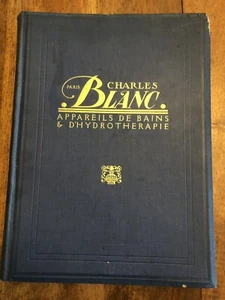 PARIS CHARLES
BLANC.
APPAREILS DE BAINS
& D'HYDROTHERAPIE